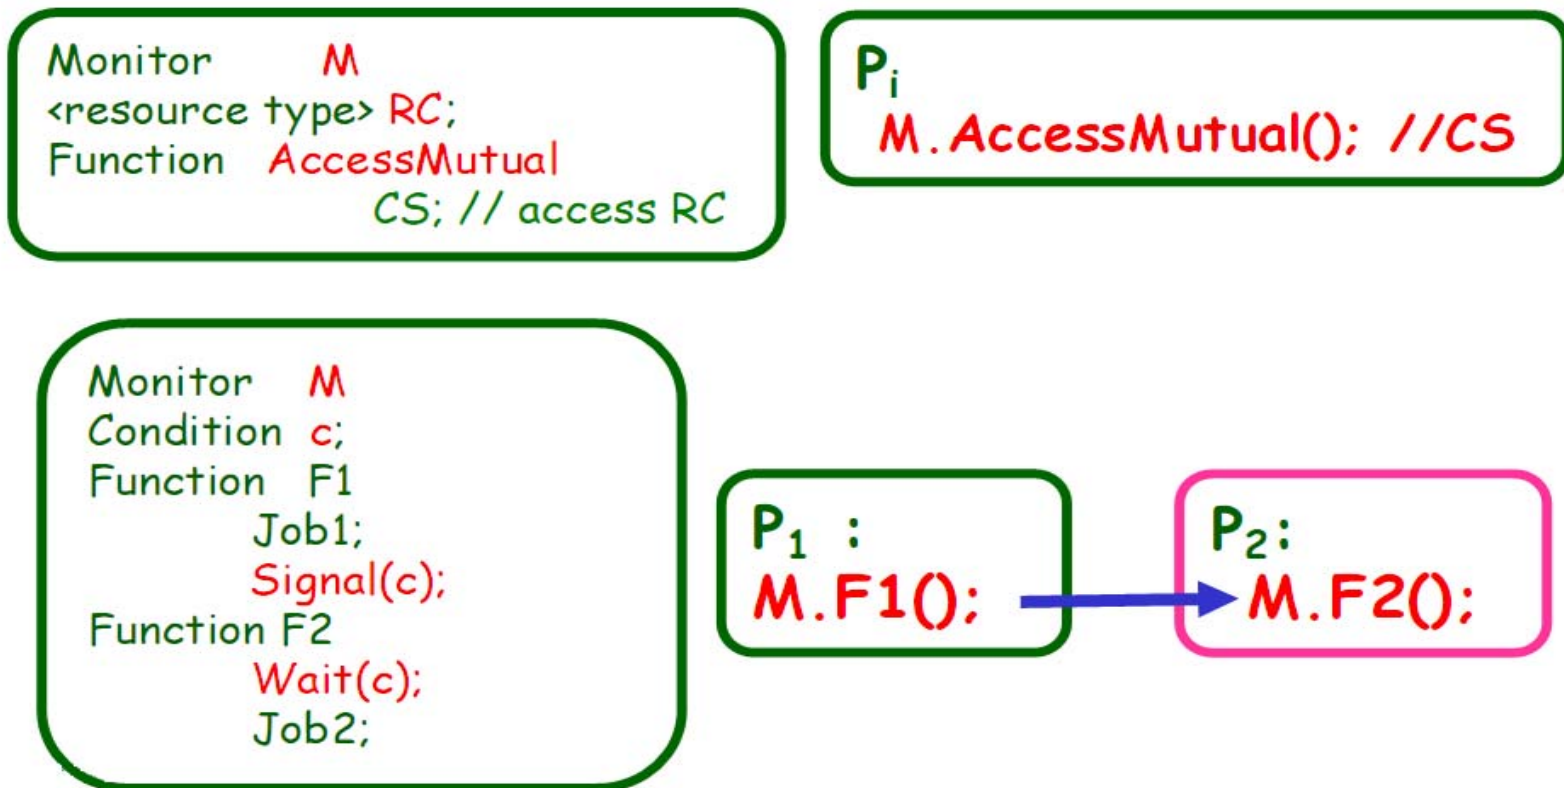 Monitor M
<resource type> RC;
Function AccessMutual
CS; // access RC
Pi
M.AccessMutual(); //CS
Monitor M
Condition c;
Function F1
Job1;
Signal(c);
Function F2
Wait(c);
Job2;
P1 :
M.F1();
P2:
M.F2();